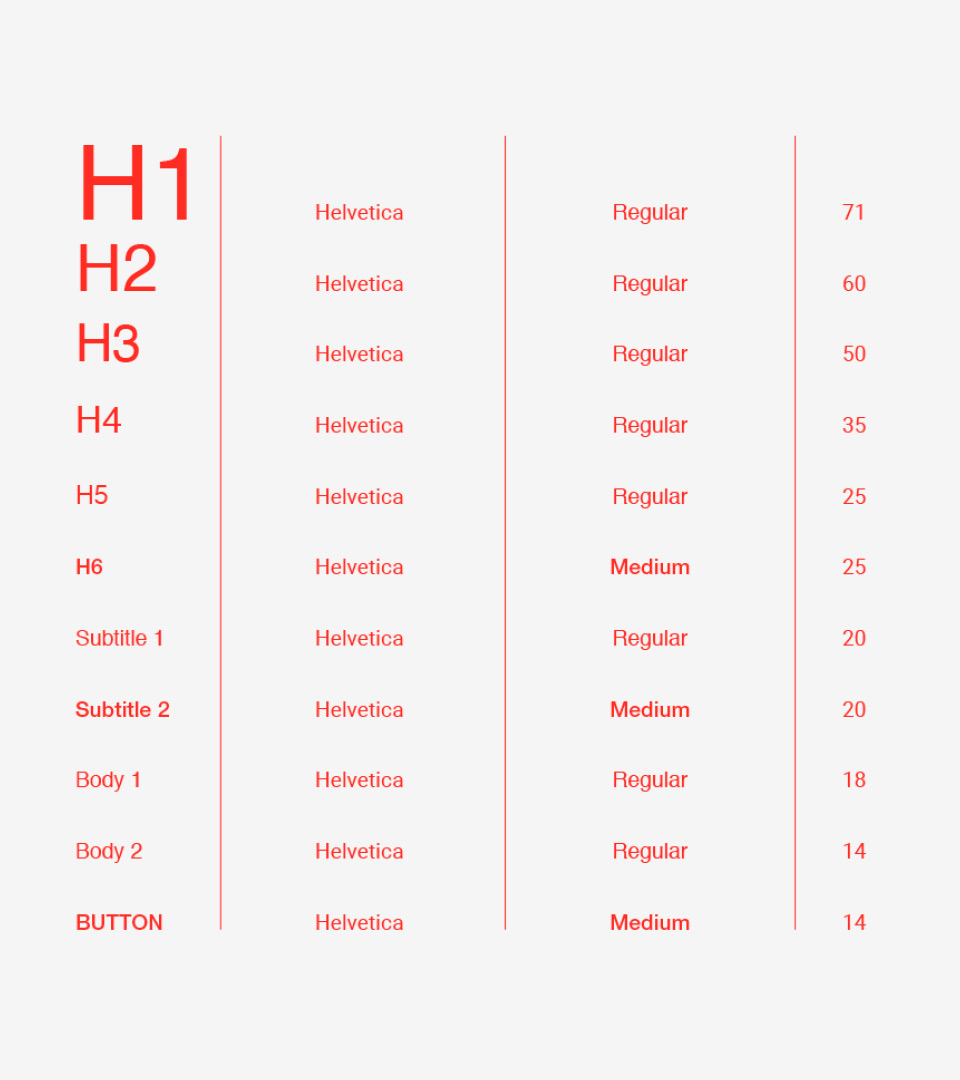 H1 Helvetica Regular 71
H2 Helvetica Regular 60
H3 Helvetica Regular 50
H4 Helvetica Regular 35
H5 Helvetica Regular 25
H6 Helvetica Medium 25
Subtitle 1 Helvetica Regular 20
Subtitle 2 Helvetica Medium 20
Body 1 Helvetica Regular 18
Body 2 Helvetica Regular 14
BUTTON Helvetica Medium 14